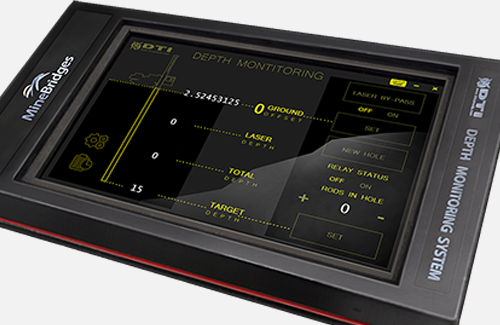 MineBridges
DTI
DEPTH MONTITORING
2.52453125
0 GROUND
OFFSET
0
LASER
DEPTH
0
TOTAL
DEPTH
15
TARGET
DEPTH
LASER BY-PASS
OFF ON
SET
NEW HOLE
RELAY STATUS
OFF ON
RODS IN HOLE
+ 0 -
SET
DTI
DEPTH MONITORING SYSTEM